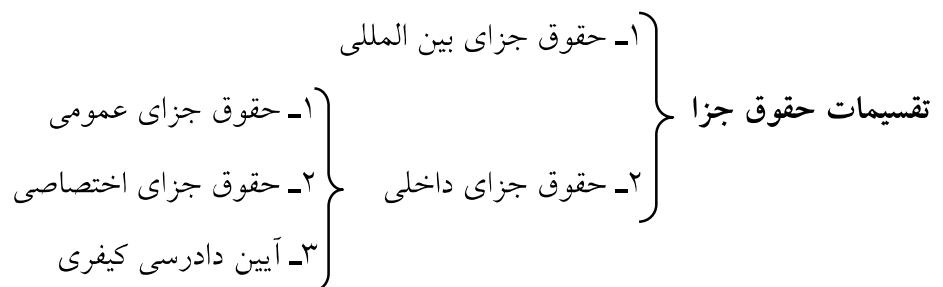 تقسیمات حقوق جزا
۱ـ حقوق جزای بین المللی
۲ـ حقوق جزای داخلی
۱ـ حقوق جزای عمومی
۲ـ حقوق جزای اختصاصی
۳ـ آیین دادرسی کیفری